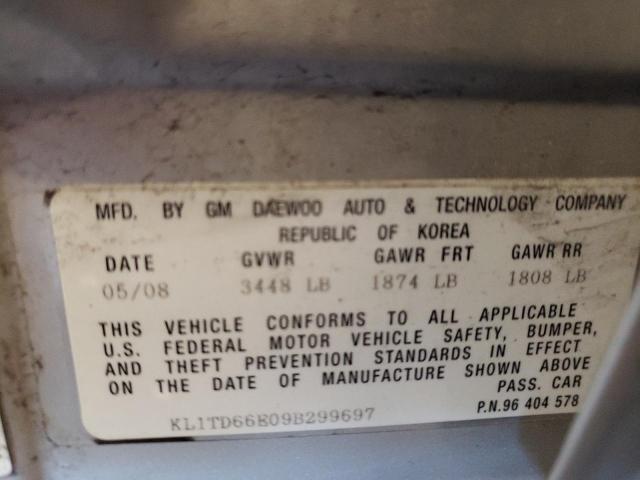 MFD. BY GM DAEWOO AUTO & TECHNOLOGY COMPANY
REPUBLIC OF KOREA
DATE GVWR GAWR FRT GAWR RR
05/08 3448 LB 1874 LB 1808 LB
THIS VEHICLE CONFORMS TO ALL APPLICABLE
U.S. FEDERAL MOTOR VEHICLE SAFETY, BUMPER,
AND THEFT PREVENTION STANDARDS IN EFFECT
ON THE DATE OF MANUFACTURE SHOWN ABOVE
PASS. CAR
KL1TD66E09B299697 P.N.96 404 578